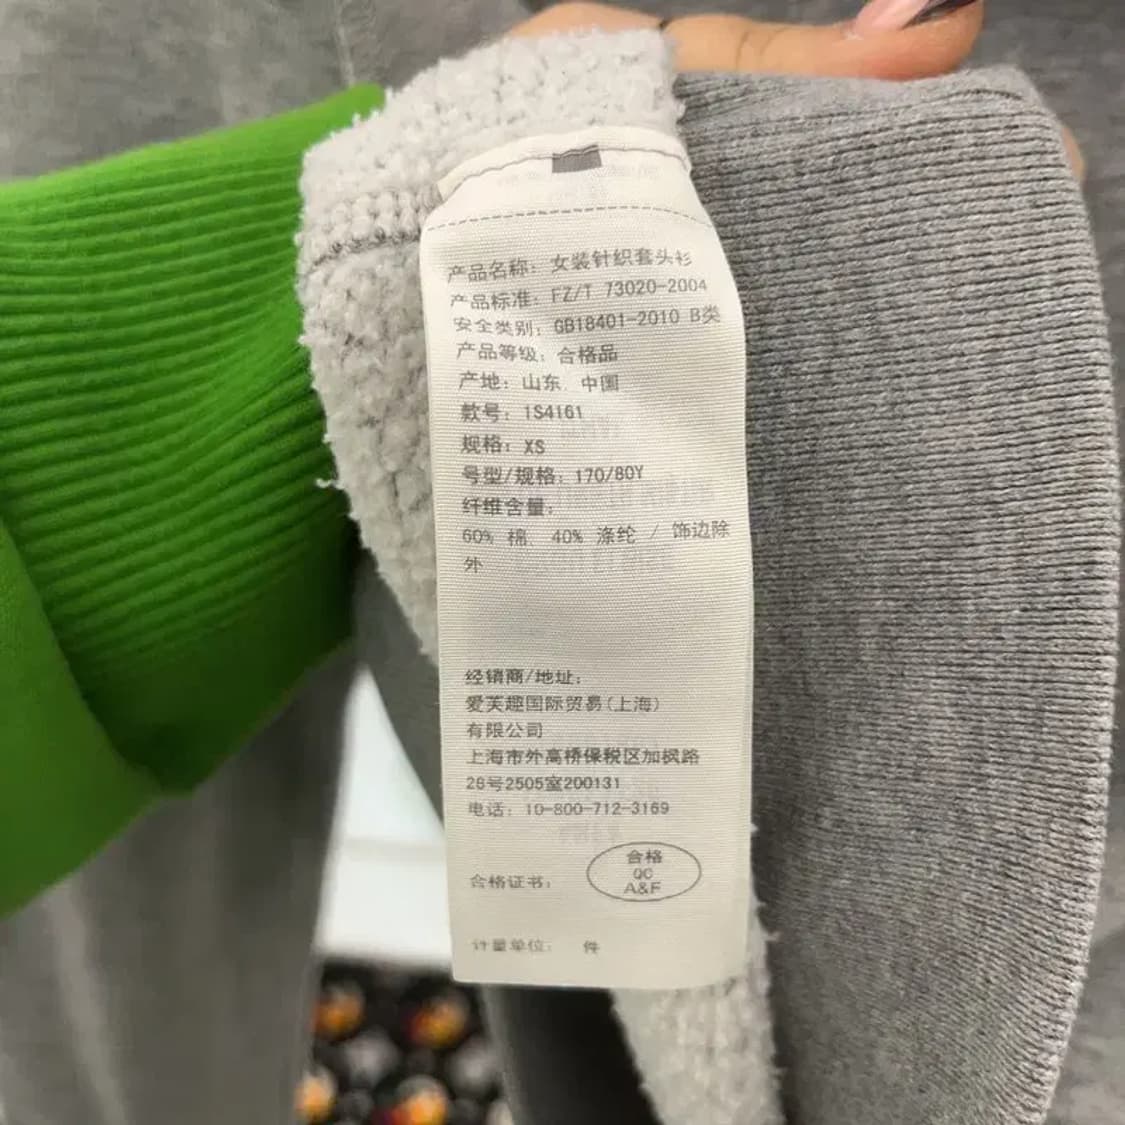 产品名称：女装针织套头衫
产品标准：FZ/T 73020-2004
安全类别：GB18401-2010 B类
产品等级：合格品
产地：山东 中国
款号：1S4161
规格：XS
号型/规格：170/80Y
纤维含量：
60% 棉 40% 涤纶 / 饰边除
外
经销商/地址：
爱芙趣国际贸易(上海)
有限公司
上海市外高桥保税区加枫路
28号2505室200131
电话：10-800-712-3169
合格
QC
A&F
合格证书：
计量单位： 件